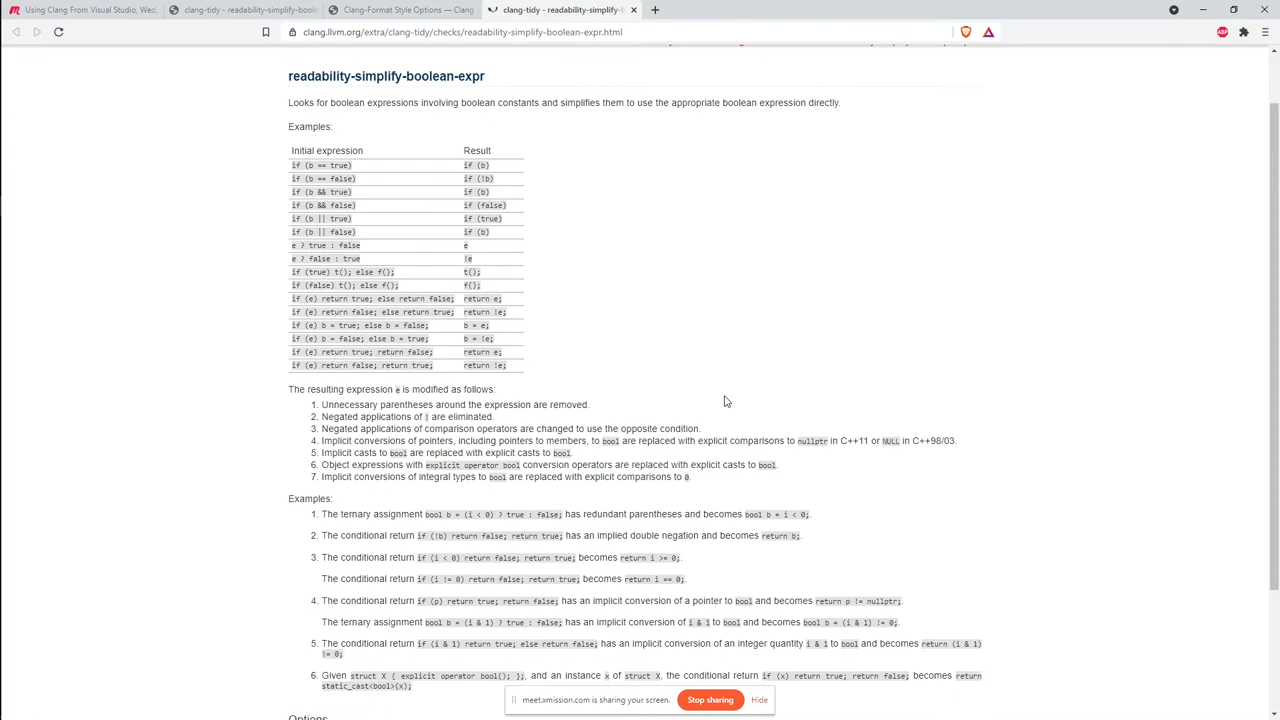 Using Clang From Visual Studio, Wed,
clang-tidy - readability-simplify-boole
Clang-Format Style Options — Clang
clang-tidy - readability-simplify-b
clang.llvm.org/extra/clang-tidy/checks/readability-simplify-boolean-expr.html
ABP
readability-simplify-boolean-expr
Looks for boolean expressions involving boolean constants and simplifies them to use the appropriate boolean expression directly.
Examples:
Initial expression Result
if (b == true) if (b)
if (b == false) if (!b)
if (b && true) if (b)
if (b && false) if (false)
if (b || true) if (true)
if (b || false) if (b)
e ? true : false e
e ? false : true !e
if (true) t(); else f(); t();
if (false) t(); else f(); f();
if (e) return true; else return false; return e;
if (e) return false; else return true; return !e;
if (e) b = true; else b = false; b = e;
if (e) b = false; else b = true; b = !e;
if (e) return true; return false; return e;
if (e) return false; return true; return !e;
The resulting expression e is modified as follows:
1. Unnecessary parentheses around the expression are removed.
2. Negated applications of ! are eliminated.
3. Negated applications of comparison operators are changed to use the opposite condition.
4. Implicit conversions of pointers, including pointers to members, to bool are replaced with explicit comparisons to nullptr in C++11 or NULL in C++98/03.
5. Implicit casts to bool are replaced with explicit casts to bool.
6. Object expressions with explicit operator bool conversion operators are replaced with explicit casts to bool.
7. Implicit conversions of integral types to bool are replaced with explicit comparisons to 0.
Examples:
1. The ternary assignment bool b = (i < 0) ? true : false; has redundant parentheses and becomes bool b = i < 0;.
2. The conditional return if (!b) return false; return true; has an implied double negation and becomes return b;.
3. The conditional return if (i < 0) return false; return true; becomes return i >= 0;.
The conditional return if (i != 0) return false; return true; becomes return i == 0;.
4. The conditional return if (p) return true; return false; has an implicit conversion of a pointer to bool and becomes return p != nullptr;.
The ternary assignment bool b = (i & 1) ? true : false; has an implicit conversion of i & 1 to bool and becomes bool b = (i & 1) != 0;.
5. The conditional return if (i & 1) return true; else return false; has an implicit conversion of an integer quantity i & 1 to bool and becomes return (i & 1)
!= 0;
6. Given struct X { explicit operator bool(); };, and an instance x of struct X, the conditional return if (x) return true; return false; becomes return
static_cast<bool>(x);
meet.xmission.com is sharing your screen. Stop sharing Hide
Options